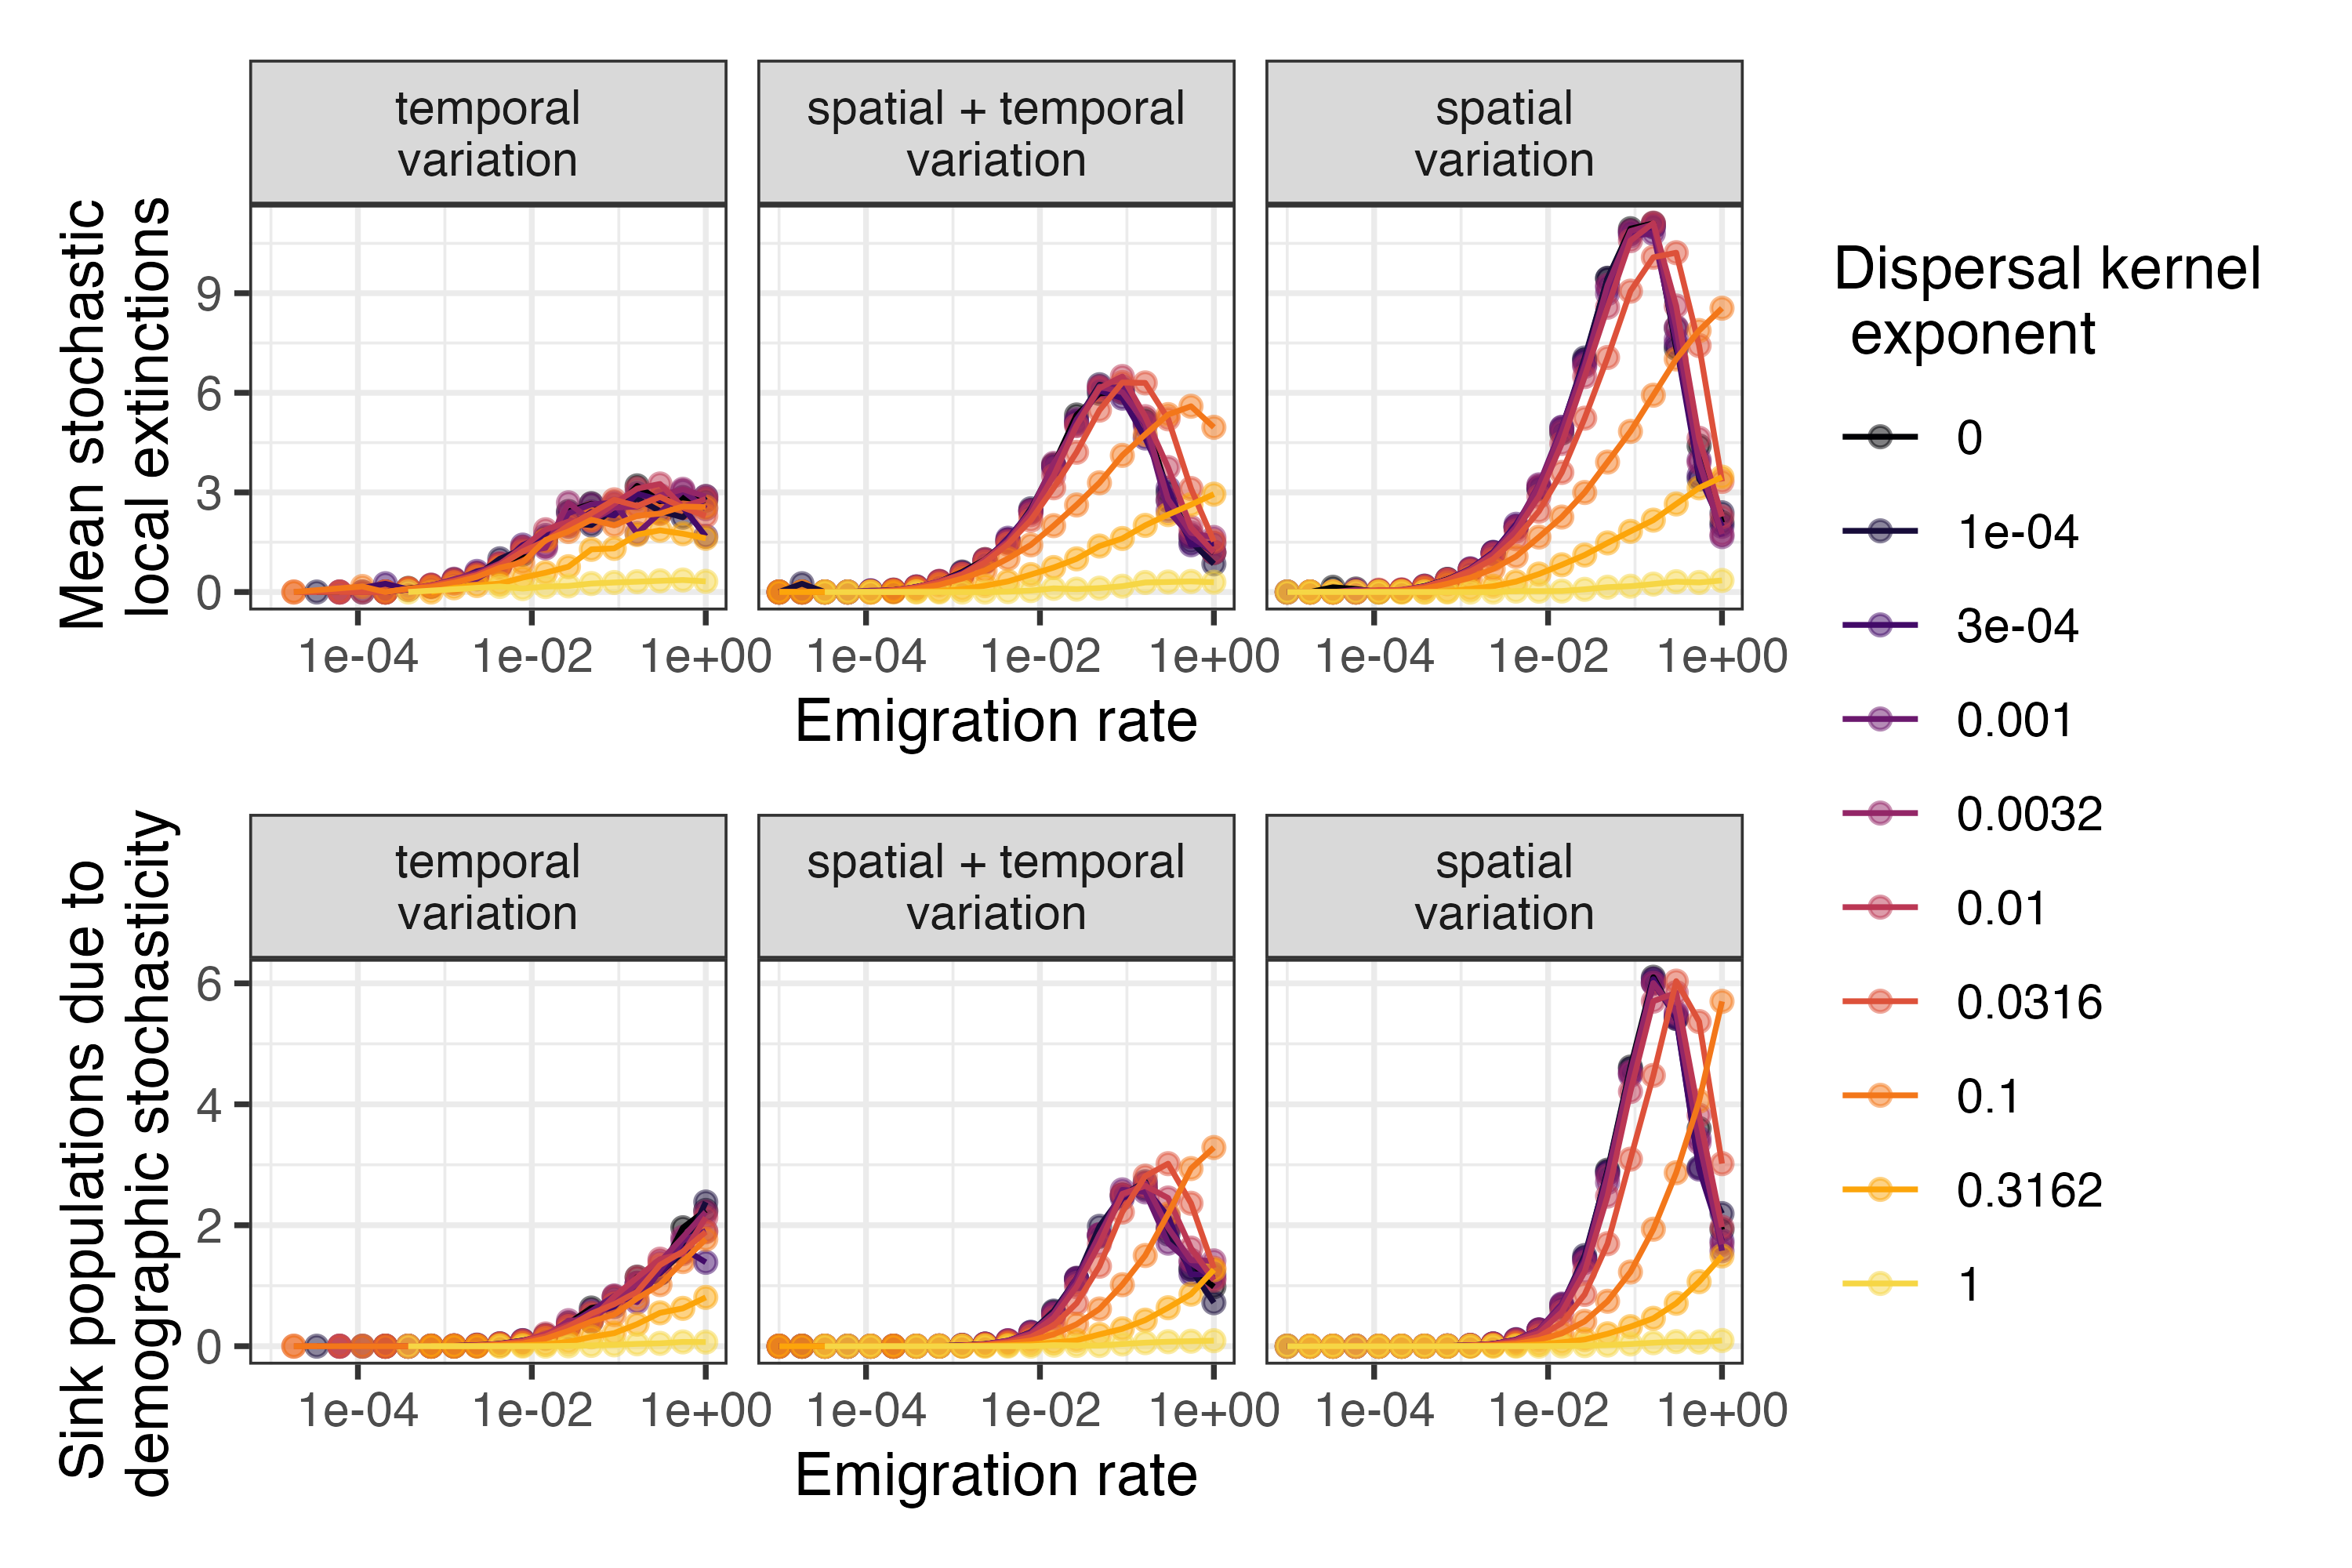 temporal
variation
spatial + temporal
variation
spatial
variation
Mean stochastic
local extinctions
9
6
3
0
1e-04 1e-02 1e+00 1e-04 1e-02 1e+00 1e-04 1e-02 1e+00
Emigration rate
temporal
variation
spatial + temporal
variation
spatial
variation
Sink populations due to
demographic stochasticity
6
4
2
0
1e-04 1e-02 1e+00 1e-04 1e-02 1e+00 1e-04 1e-02 1e+00
Emigration rate
Dispersal kernel
exponent
0
1e-04
3e-04
0.001
0.0032
0.01
0.0316
0.1
0.3162
1